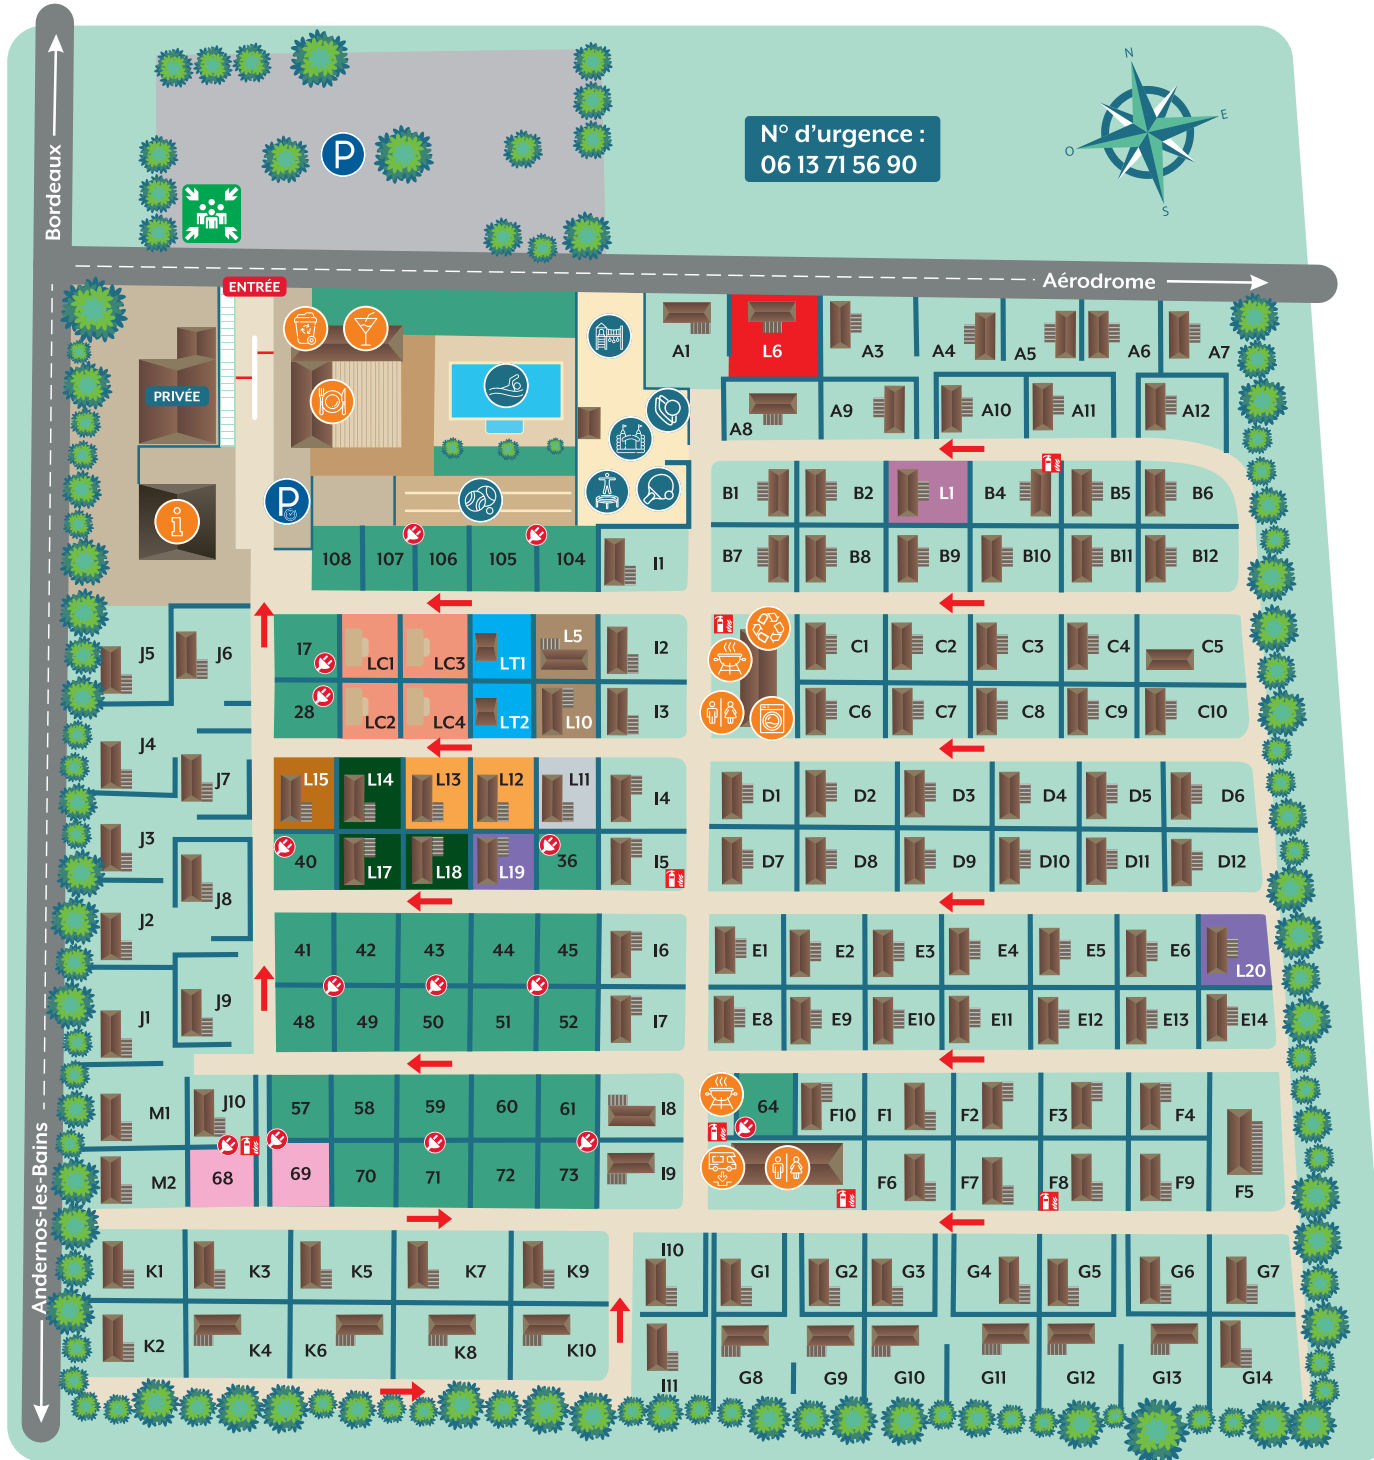 Bordeaux
P
N° d'urgence :
06 13 71 56 90
N
E
S
O
Aérodrome
ENTRÉE
PRIVÉE
i
P
A1
L6
A3
A4
A5
A6
A7
A8
A9
A10
A11
A12
B1
B2
L1
B4
B5
B6
B7
B8
B9
B10
B11
B12
108
107
106
105
104
I1
J5
J6
17
LC1
LC3
LT1
L5
I2
28
LC2
LC4
LT2
L10
I3
C1
C2
C3
C4
C5
C6
C7
C8
C9
C10
J4
J7
L15
L14
L13
L12
L11
I4
J3
J8
40
L17
L18
L19
36
I5
D1
D2
D3
D4
D5
D6
D7
D8
D9
D10
D11
D12
J2
J9
J1
41
42
43
44
45
I6
48
49
50
51
52
I7
E1
E2
E3
E4
E5
E6
L20
E8
E9
E10
E11
E12
E13
E14
M1
J10
57
58
59
60
61
I8
M2
68
69
70
71
72
73
I9
64
F10
F1
F2
F3
F4
F5
F6
F7
F8
F9
Andernos-les-Bains
K1
K3
K5
K7
K9
K2
K4
K6
K8
K10
I10
G1
G2
G3
G4
G5
G6
G7
I11
G8
G9
G10
G11
G12
G13
G14